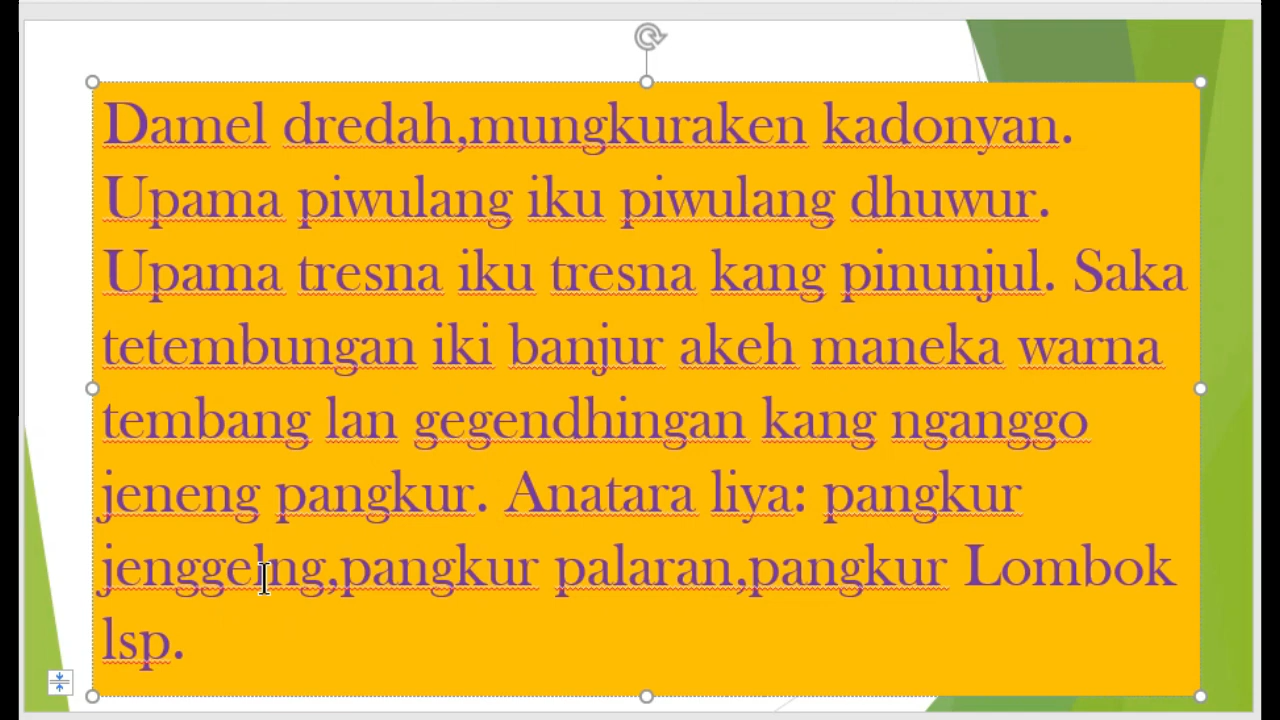 Damel dredah,mungkuraken kadonyan.
Upama piwulang iku piwulang dhuwur.
Upama tresna iku tresna kang pinunjul. Saka
tetembungan iki banjur akeh maneka warna
tembang lan gegendhingan kang nganggo
jeneng pangkur. Anatara liya: pangkur
jenggelng,pangkur palaran,pangkur Lombok
lsp.